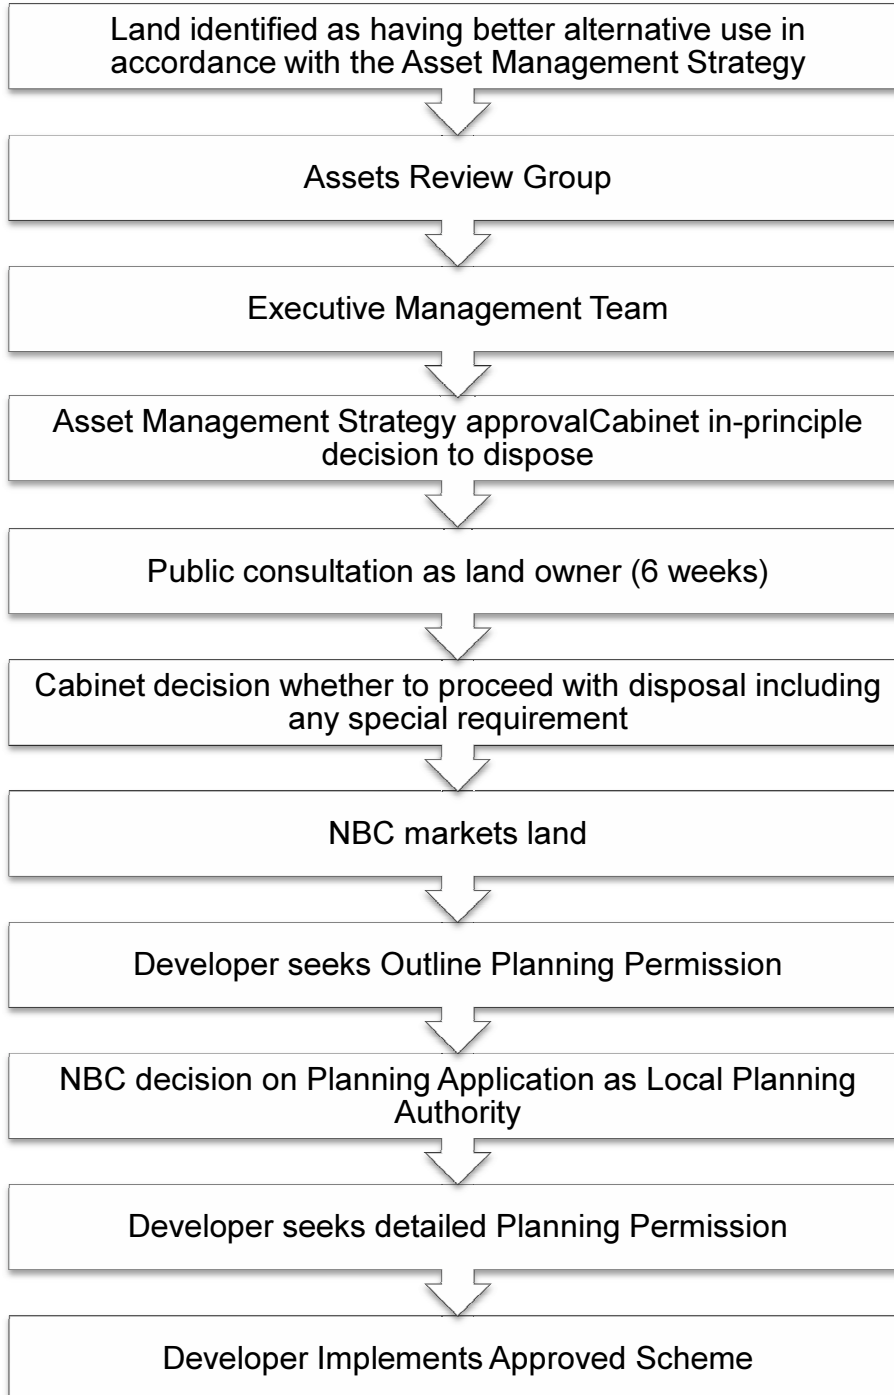 Land identified as having better alternative use in
accordance with the Asset Management Strategy
Assets Review Group
Executive Management Team
Asset Management Strategy approvalCabinet in-principle
decision to dispose
Public consultation as land owner (6 weeks)
Cabinet decision whether to proceed with disposal including
any special requirement
NBC markets land
Developer seeks Outline Planning Permission
NBC decision on Planning Application as Local Planning
Authority
Developer seeks detailed Planning Permission
Developer Implements Approved Scheme